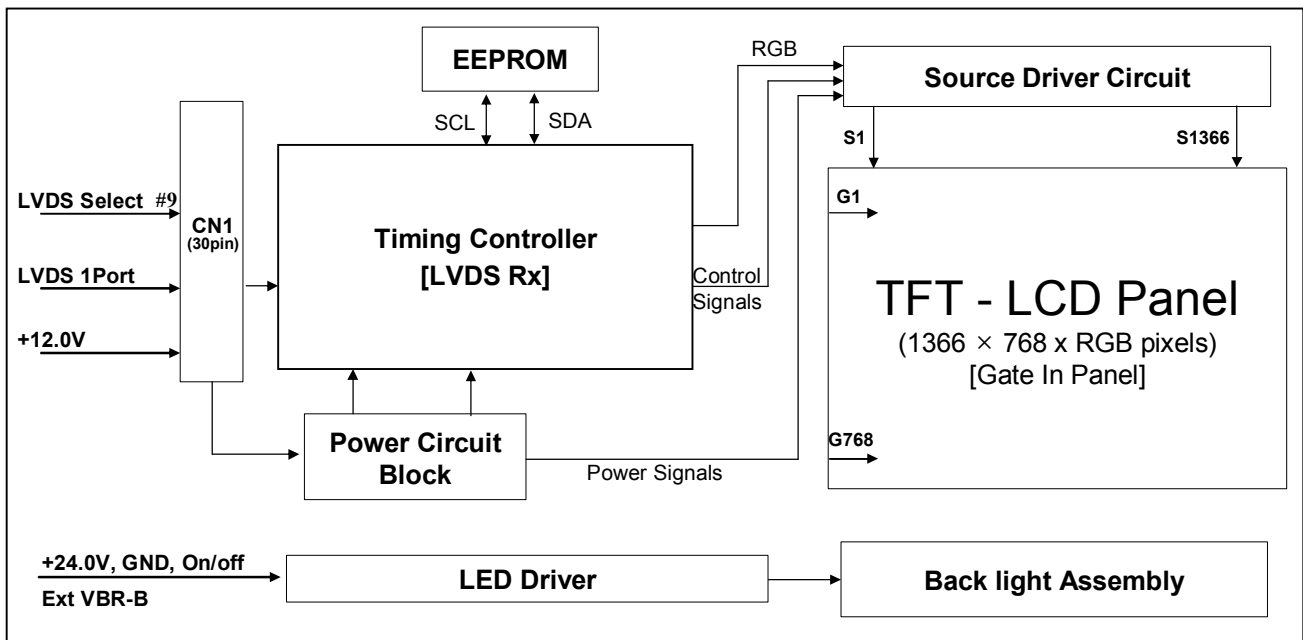 EEPROM
SCL
SDA
RGB
Source Driver Circuit
S1
S1366
LVDS Select #9
CN1
(30pin)
LVDS 1Port
+12.0V
Timing Controller
[LVDS Rx]
Control
Signals
G1
TFT - LCD Panel
(1366 × 768 x RGB pixels)
[Gate In Panel]
G768
Power Circuit
Block
Power Signals
+24.0V, GND, On/off
Ext VBR-B
LED Driver
Back light Assembly